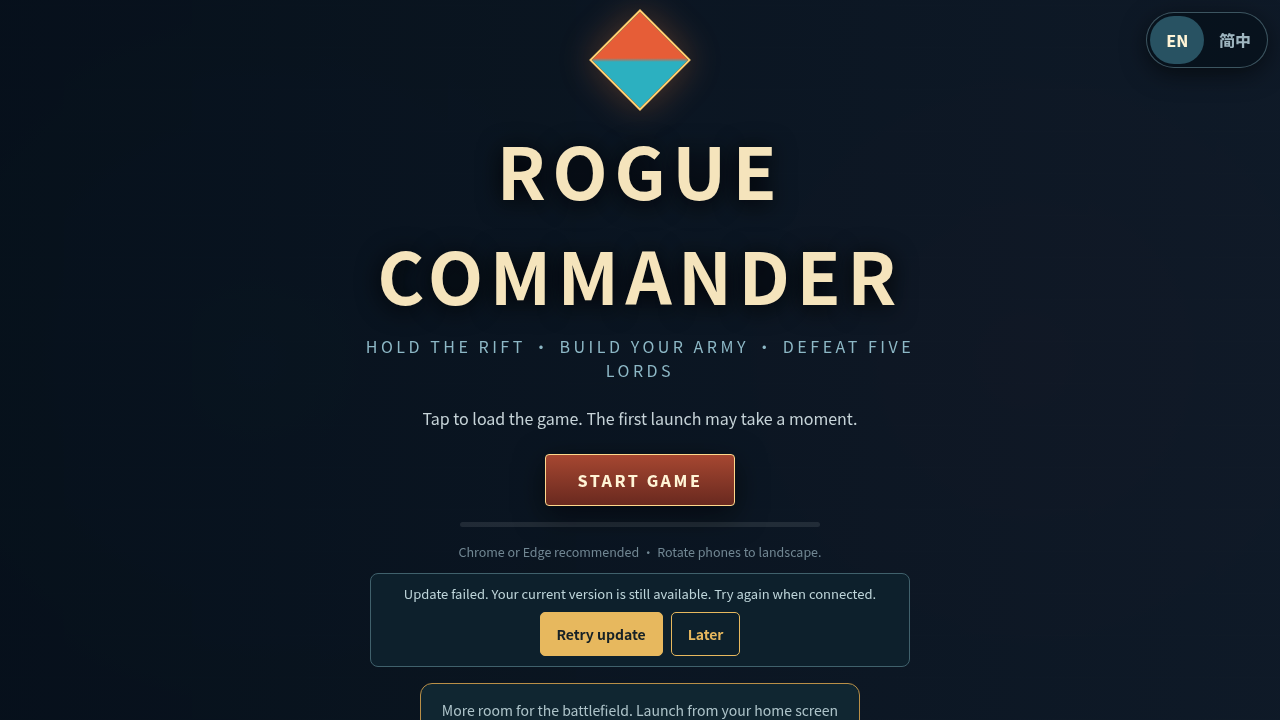 EN 简中
ROGUE
COMMANDER
HOLD THE RIFT • BUILD YOUR ARMY • DEFEAT FIVE
LORDS
Tap to load the game. The first launch may take a moment.
START GAME
Chrome or Edge recommended • Rotate phones to landscape.
Update failed. Your current version is still available. Try again when connected.
Retry update Later
More room for the battlefield. Launch from your home screen